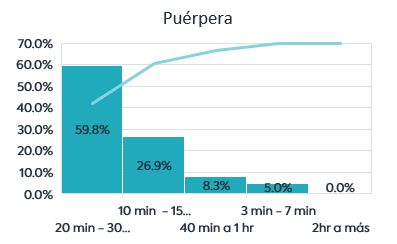 Puérpera
70.0%
60.0%
50.0%
40.0%
30.0%
20.0%
10.0%
0.0%
59.8%
26.9%
8.3%
5.0%
0.0%
10 min – 15...
3 min – 7 min
20 min – 30...
40 min a 1 hr
2hr a más